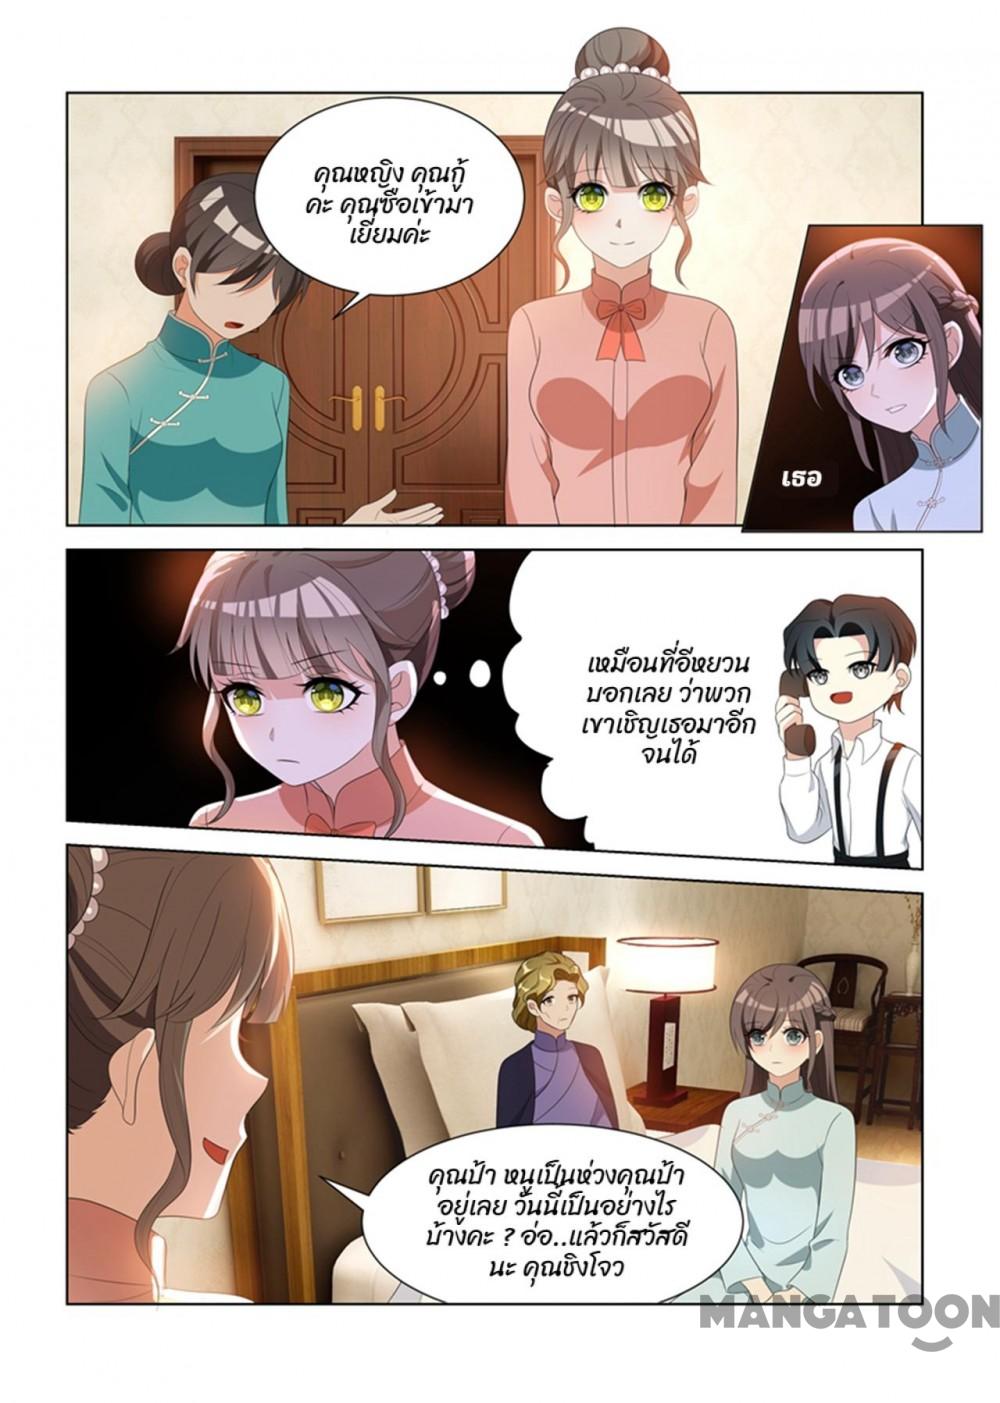 คุณหญิง คุณกู้
คะ คุณซือเข้ามา
เยี่ยมค่ะ
เธอ
เหมือนที่อีหยวน
บอกเลย ว่าพวก
เขาเชิญเธอมาอีก
จนได้
คุณป้า หนูเป็นห่วงคุณป้า
อยู่เลย วันนี้เป็นอย่างไร
บ้างคะ ? อ่อ..แล้วก็สวัสดี
นะ คุณชิงโจว
MANGATOON